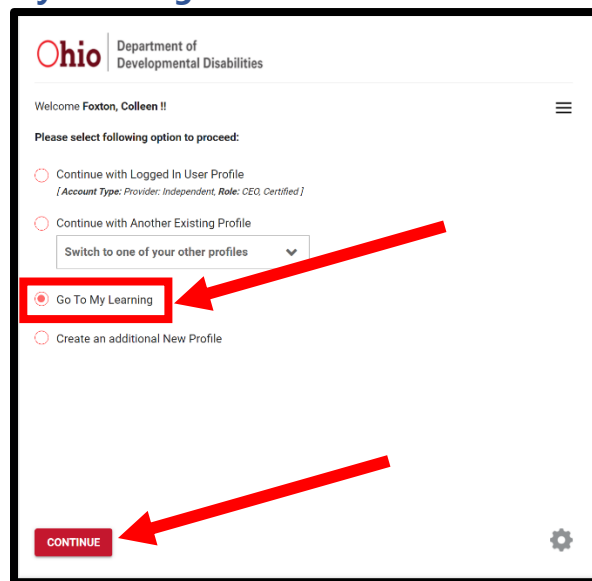 Ohio
Department of
Developmental Disabilities
Welcome Foxton, Colleen !!
Please select following option to proceed:
Continue with Logged In User Profile
[ Account Type: Provider: Independent, Role: CEO, Certified ]
Continue with Another Existing Profile
Switch to one of your other profiles
Go To My Learning
Create an additional New Profile
CONTINUE